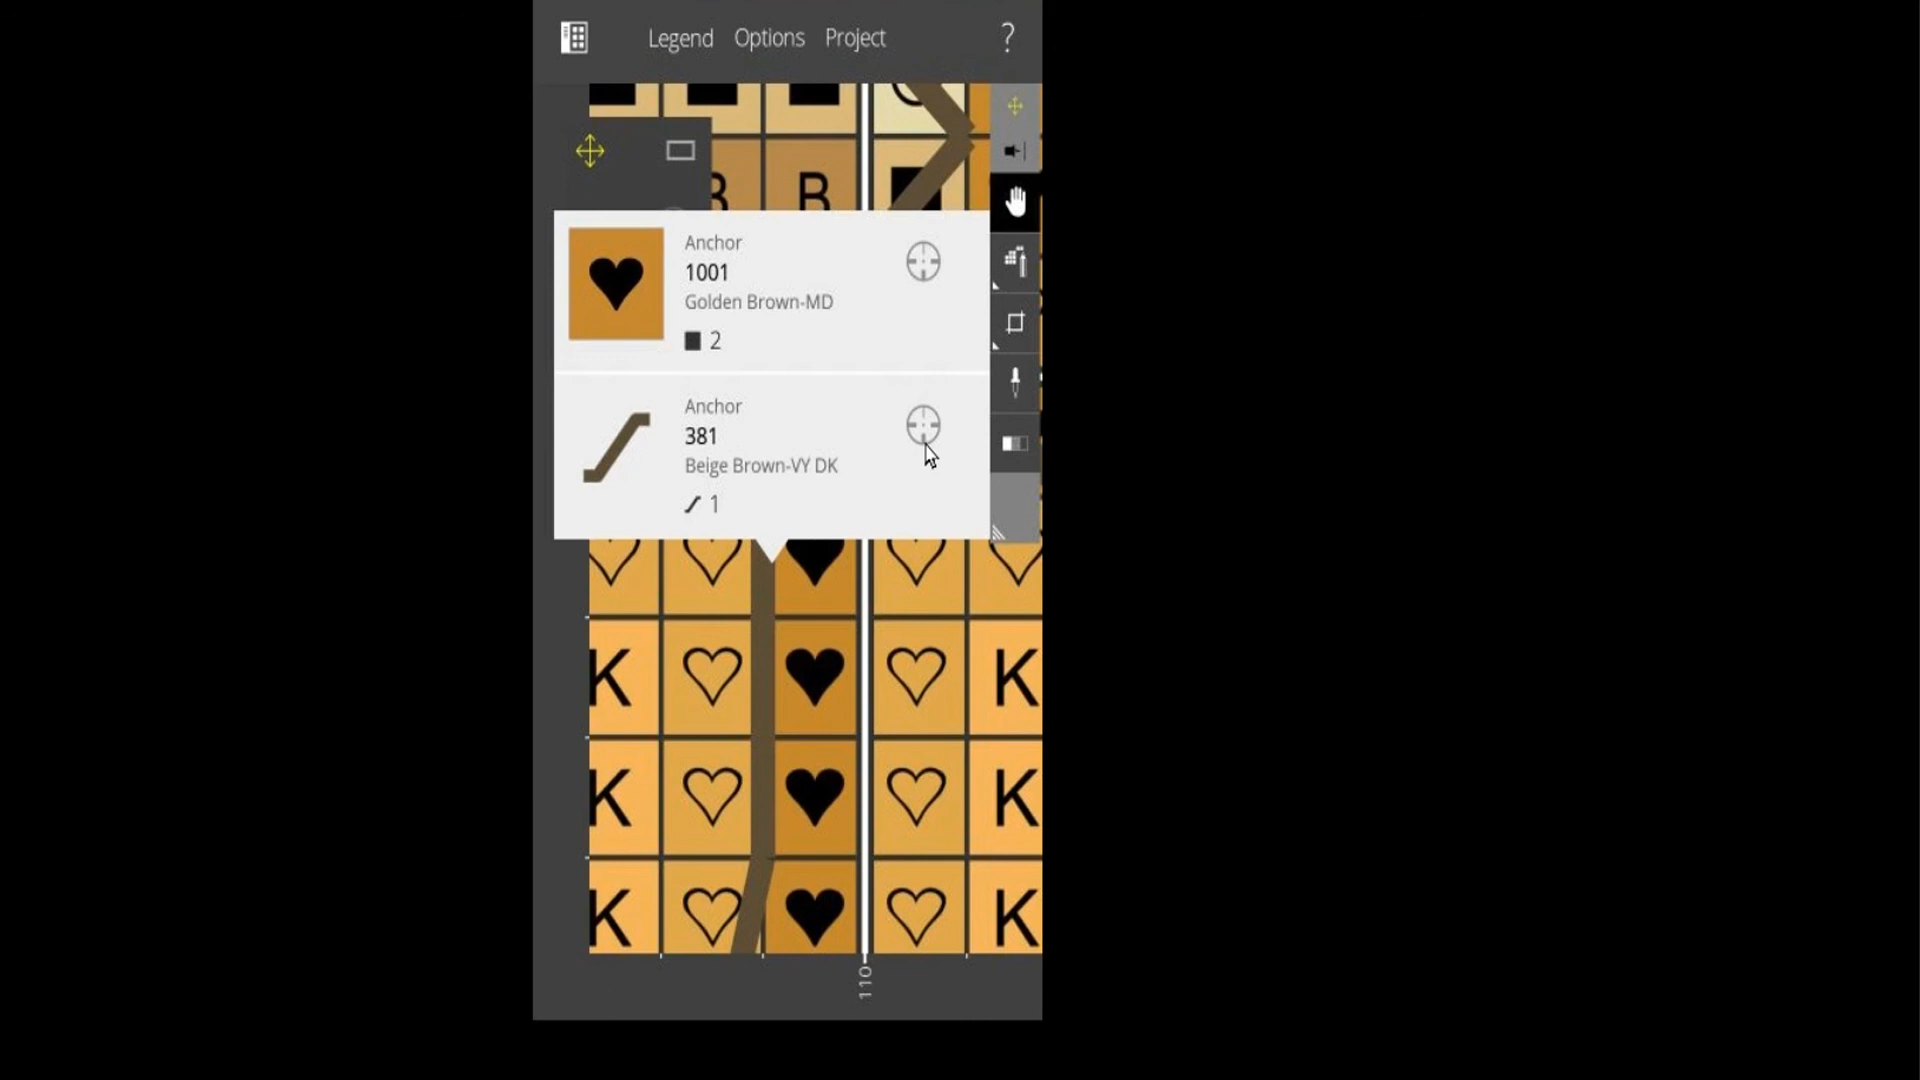 Legend Options Project ?
B B
Anchor
1001
Golden Brown-MD
2
Anchor
381
Beige Brown-VY DK
1
K K
K K
K K
110